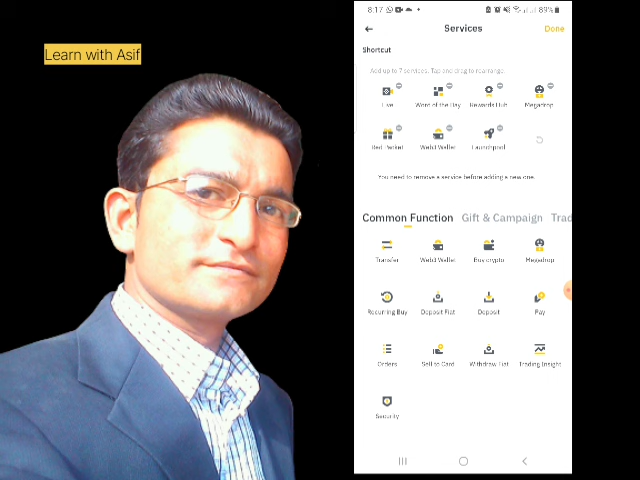 Learn with Asif
8:17
89%
Services
Done
Shortcut
Add up to 7 services. Tap and drag to rearrange.
Live
Word of the Day
Rewards Hub
Megadrop
Red Packet
Web3 Wallet
Launchpool
You need to remove a service before adding a new one.
Common Function
Gift & Campaign
Trad
Transfer
Web3 Wallet
Buy crypto
Megadrop
Recurring Buy
Deposit Fiat
Deposit
Pay
Orders
Sell to Card
Withdraw Fiat
Trading Insight
Security